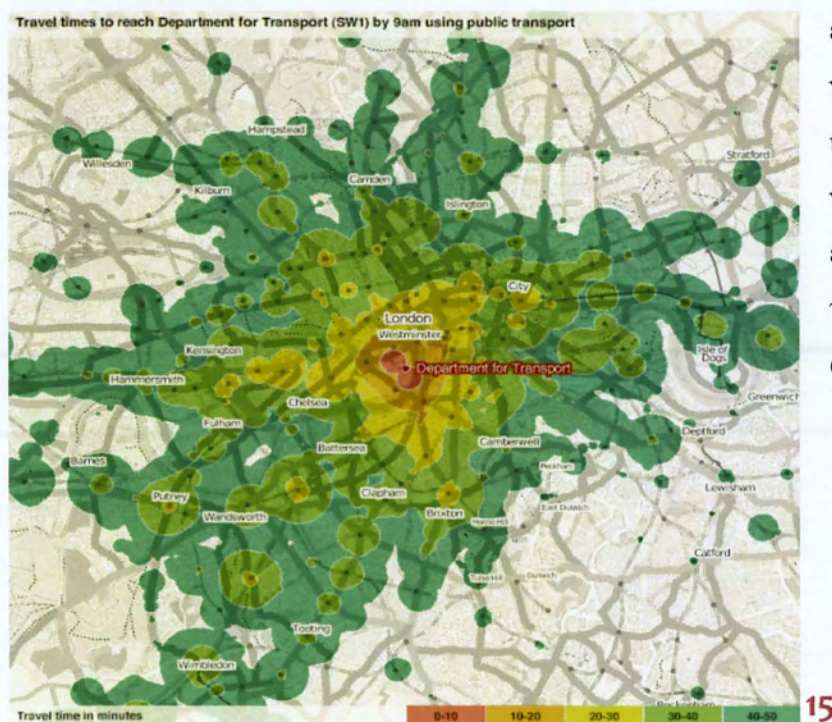 Travel times to reach Department for Transport (SW1) by 9am using public transport
Hampstead
Willesden
Stratford
Kilburn
Camden
Islington
City
London
Westminster
Kensington
Department for Transport
Isle of
Dogs
Hammersmith
Chelsea
Greenwich
Fulham
Deptford
Battersea
Camberwell
Barnes
Peckham
Lewisham
Putney
Clapham
Wandsworth
Brixton
East Dulwich
Herne Hill
Catford
Tulse Hill
Dulwich
Tooting
Wimbledon
Beckenham
Travel time in minutes
0-10
10-20
20-30
30-40
40-50
15